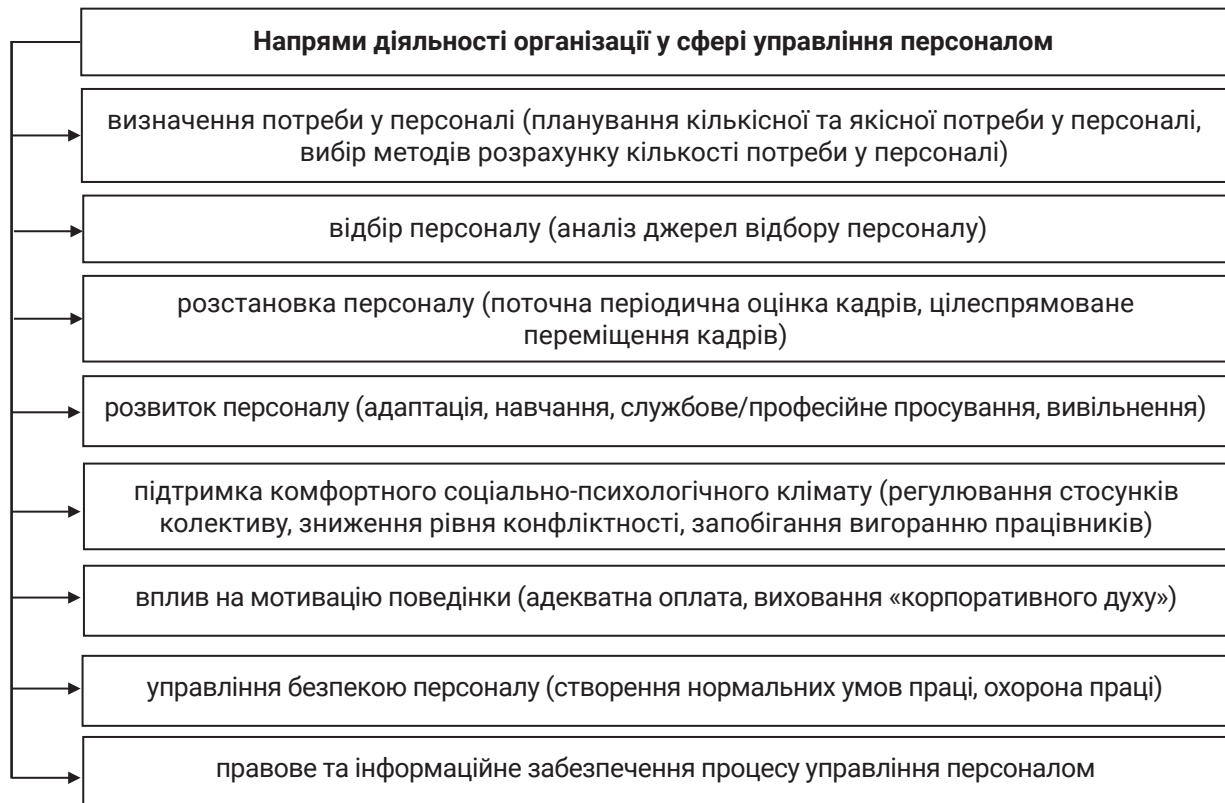 Напрями діяльності організації у сфері управління персоналом
визначення потреби у персоналі (планування кількісної та якісної потреби у персоналі,
вибір методів розрахунку кількості потреби у персоналі)
відбір персоналу (аналіз джерел відбору персоналу)
розстановка персоналу (поточна періодична оцінка кадрів, цілеспрямоване
переміщення кадрів)
розвиток персоналу (адаптація, навчання, службове/професійне просування, вивільнення)
підтримка комфортного соціально-психологічного клімату (регулювання стосунків
колективу, зниження рівня конфліктності, запобігання вигоранню працівників)
вплив на мотивацію поведінки (адекватна оплата, виховання «корпоративного духу»)
управління безпекою персоналу (створення нормальних умов праці, охорона праці)
правове та інформаційне забезпечення процесу управління персоналом